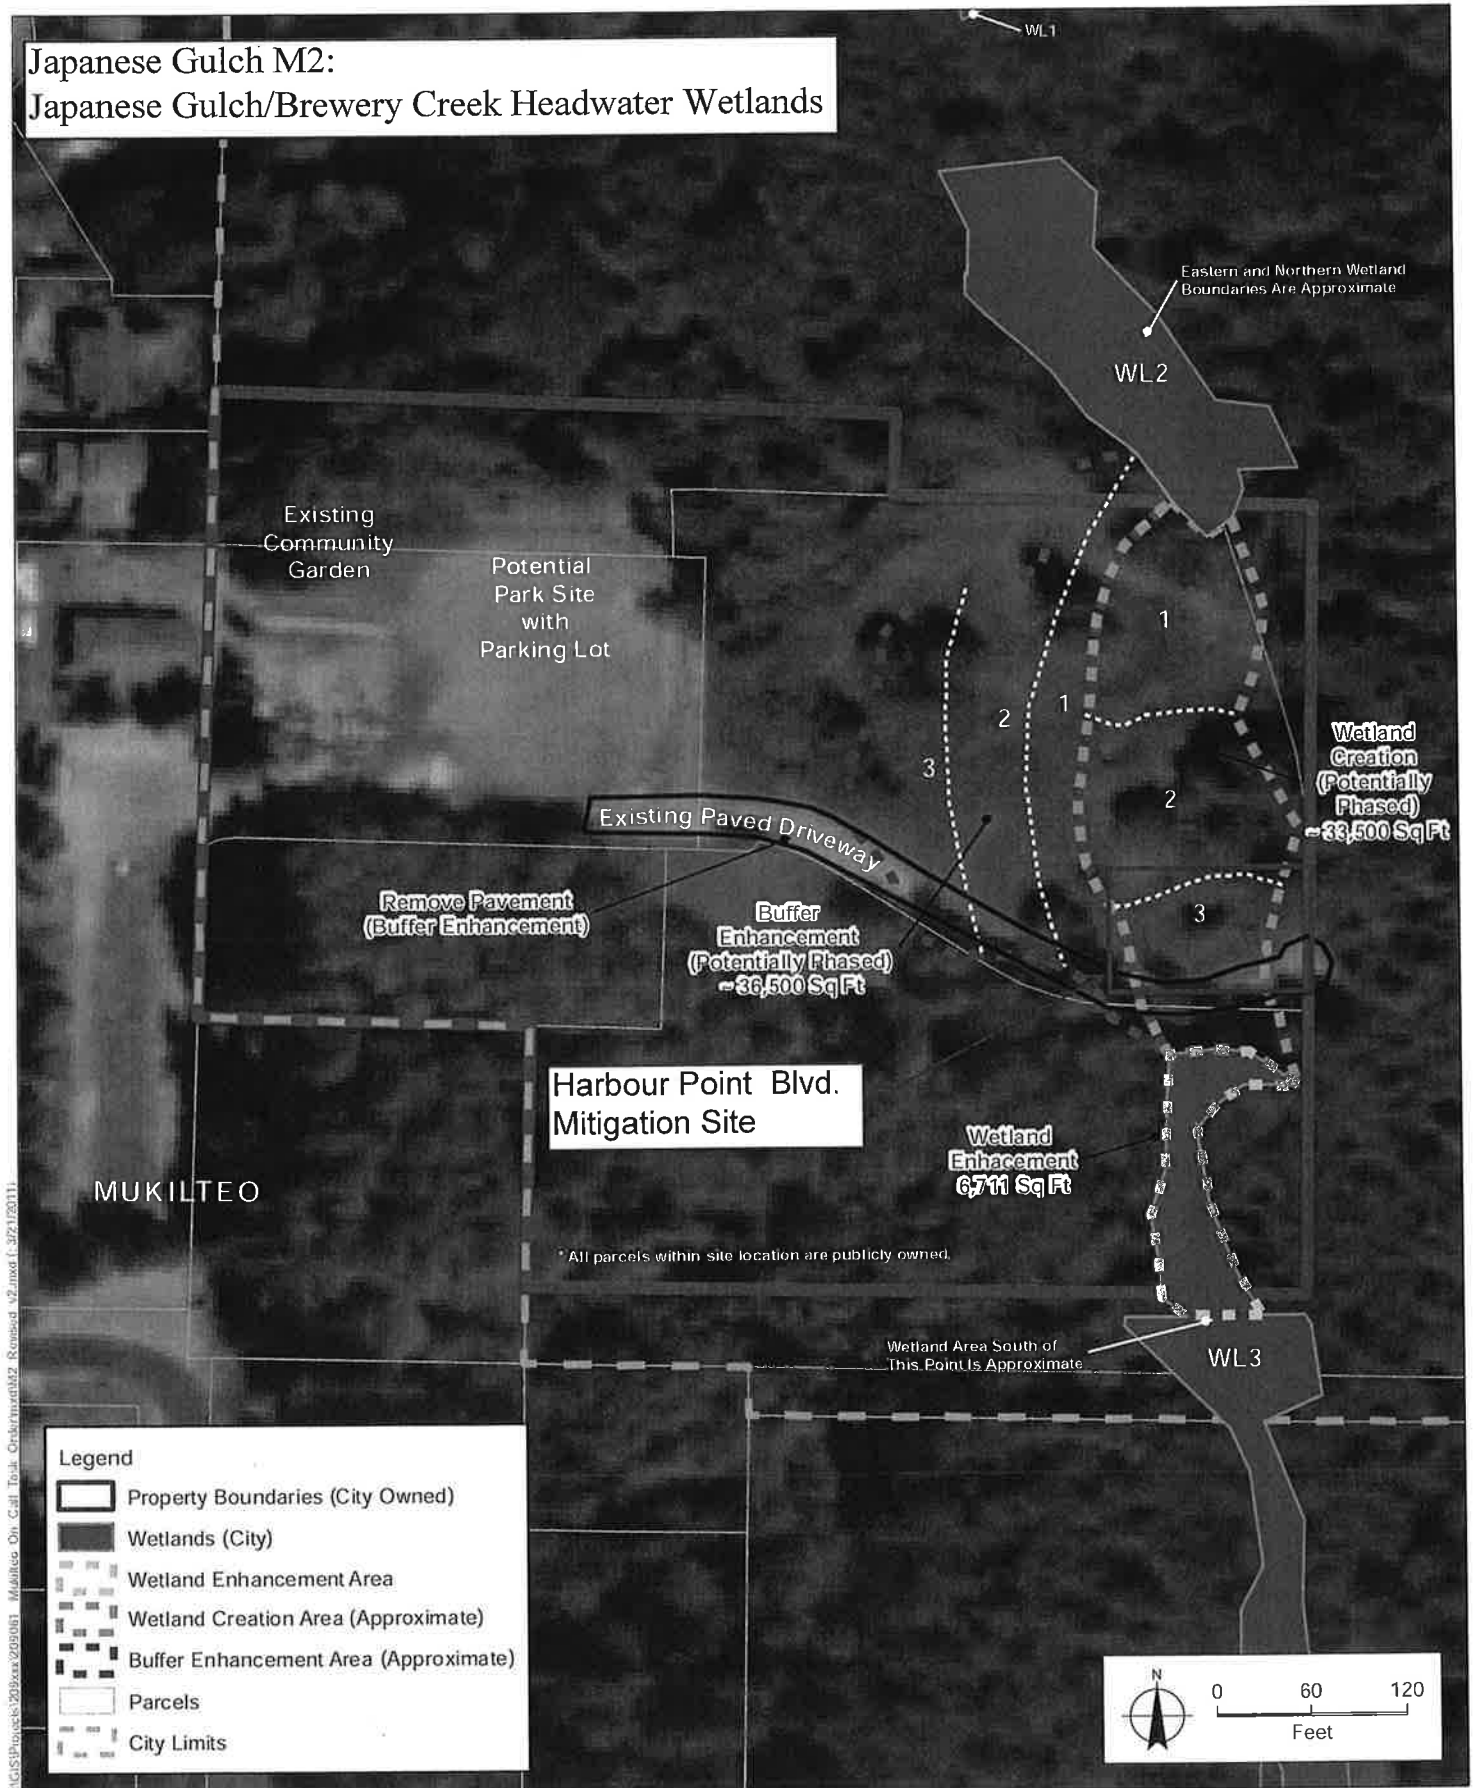 Japanese Gulch M2:
Japanese Gulch/Brewery Creek Headwater Wetlands
WL1
Eastern and Northern Wetland
Boundaries Are Approximate
WL2
Existing
Community
Garden
Potential
Park Site
with
Parking Lot
1
1
2
3
2
3
Wetland
Creation
(Potentially
Phased)
~33,500 Sq Ft
Existing Paved Driveway
Remove Pavement
(Buffer Enhancement)
Buffer
Enhancement
(Potentially Phased)
~36,500 Sq Ft
Harbour Point Blvd.
Mitigation Site
Wetland
Enhacement
6,711 Sq Ft
MUKILTEO
* All parcels within site location are publicly owned.
Wetland Area South of
This Point Is Approximate
WL3
Legend
Property Boundaries (City Owned)
Wetlands (City)
Wetland Enhancement Area
Wetland Creation Area (Approximate)
Buffer Enhancement Area (Approximate)
Parcels
City Limits
N
0 60 120
Feet